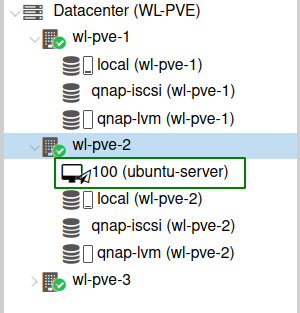 Datacenter (WL-PVE)
wl-pve-1
local (wl-pve-1)
qnap-iscsi (wl-pve-1)
qnap-lvm (wl-pve-1)
wl-pve-2
100 (ubuntu-server)
local (wl-pve-2)
qnap-iscsi (wl-pve-2)
qnap-lvm (wl-pve-2)
wl-pve-3